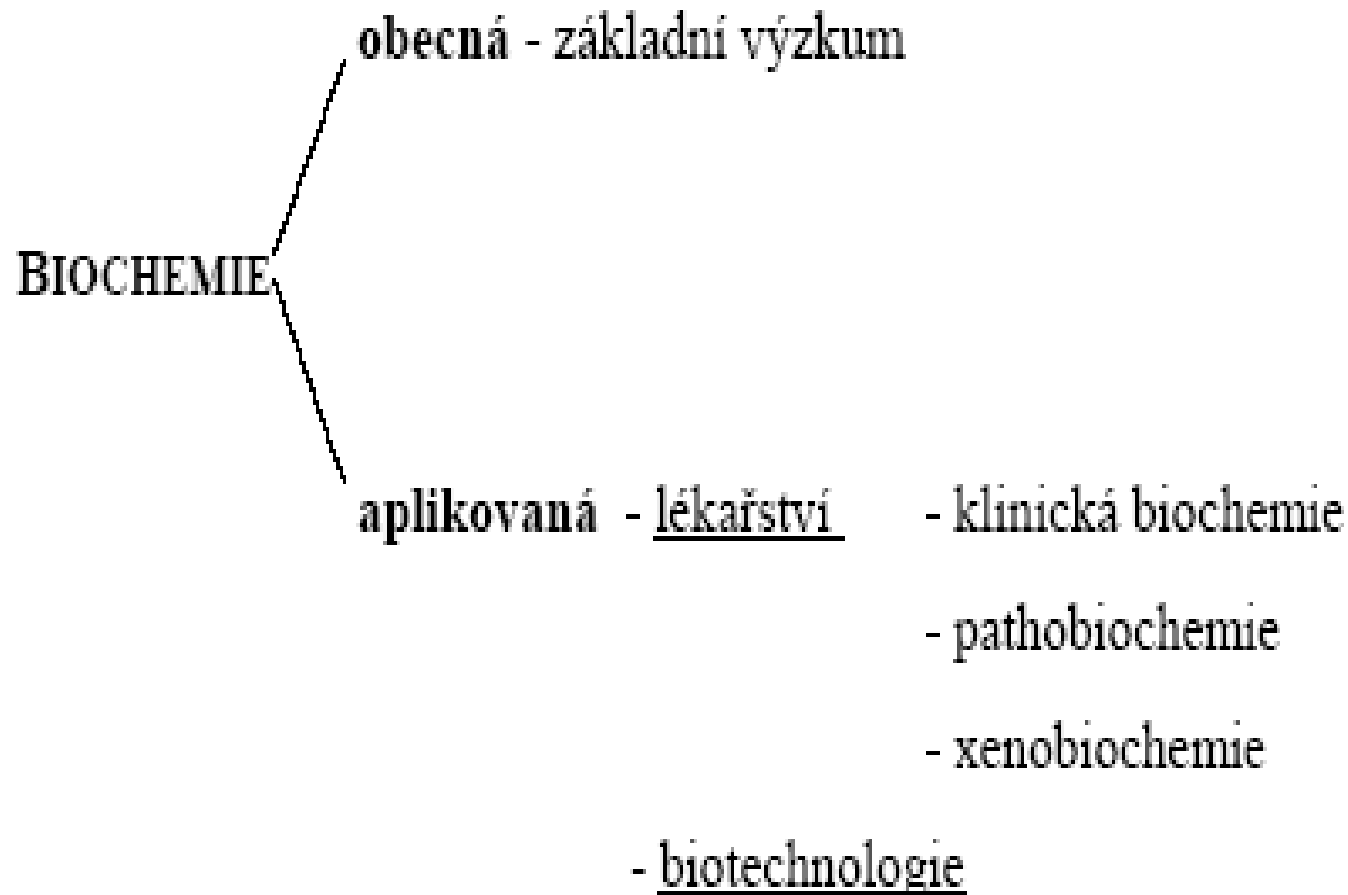 obecná - základní výzkum
BIOCHEMIE
aplikovaná - lékařství - klinická biochemie
- pathobiochemie
- xenobiochemie
- biotechnologie